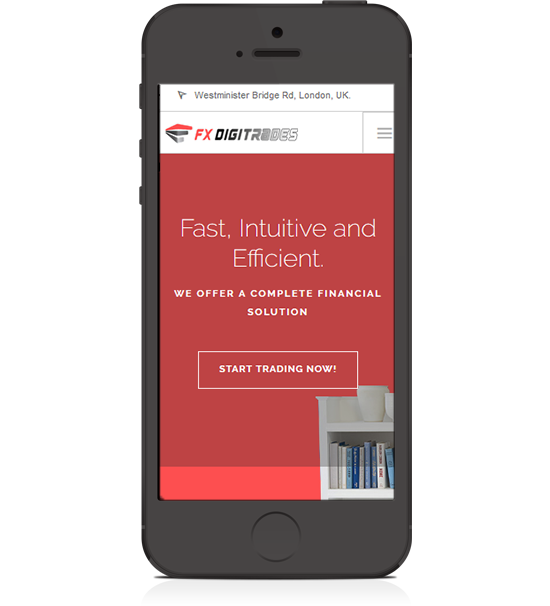 Westminister Bridge Rd, London, UK.
FX DIGITRADES
Fast, Intuitive and
Efficient.
WE OFFER A COMPLETE FINANCIAL
SOLUTION
START TRADING NOW!